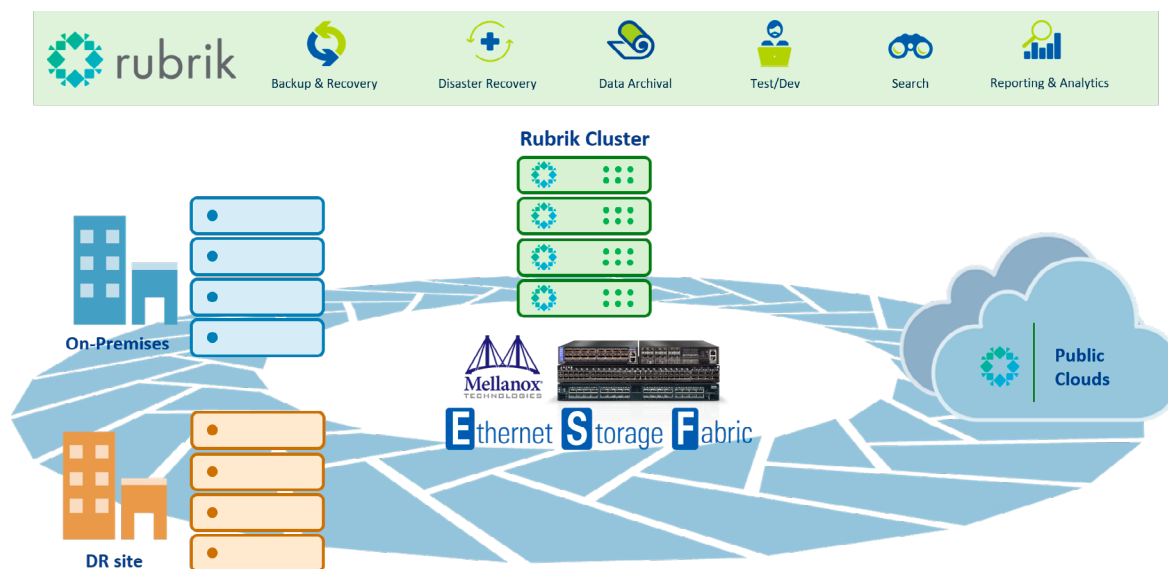 rubrik
Backup & Recovery
Disaster Recovery
Data Archival
Test/Dev
Search
Reporting & Analytics
Rubrik Cluster
On-Premises
Mellanox
TECHNOLOGIES
Public
Clouds
Ethernet Storage Fabric
DR site